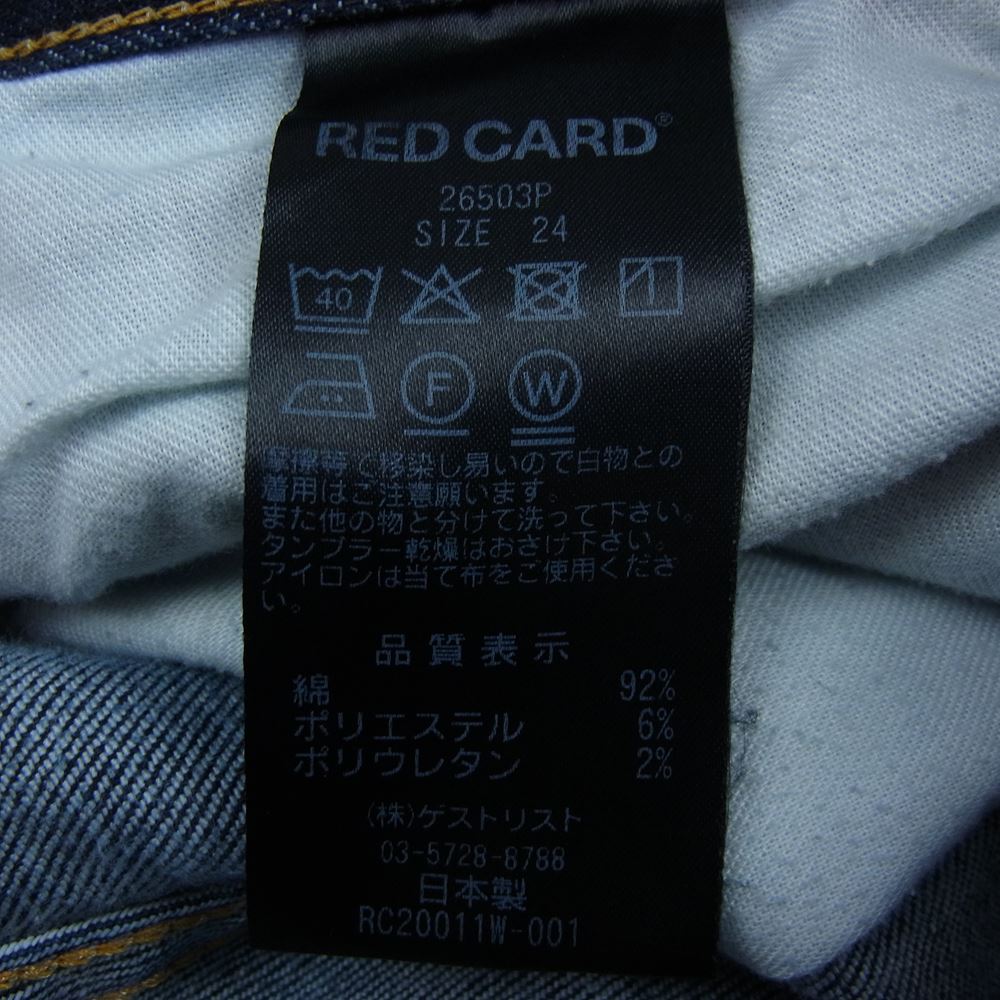 RED CARD®
26503P
SIZE 24
40
F W
摩擦等で移染し易いので白物との
着用はご注意願います。
また他の物と分けて洗って下さい。
タンブラー乾燥はおさけ下さい。
アイロンは当て布をご使用くださ
い。
品質表示
綿 92%
ポリエステル 6%
ポリウレタン 2%
(株)ゲストリスト
03-5728-8788
日本製
RC20011W-001